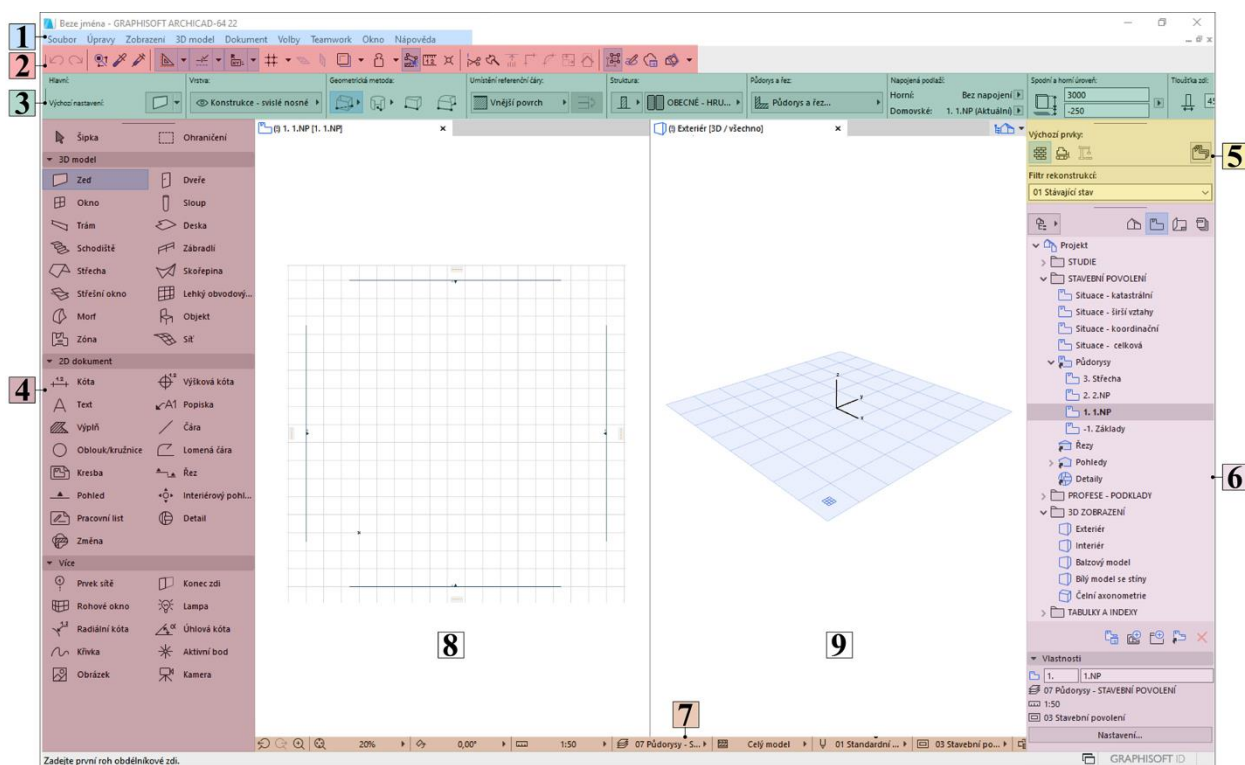 Beze jména - GRAPHISOFT ARCHICAD-64 22
1
Soubor Úpravy Zobrazení 3D model Dokument Volby Teamwork Okno Nápověda
2
3
Hlavní:
Výchozí nastavení:
Vrstva:
Konstrukce - svislé nosné
Geometrická metoda:
Umístění referenční čáry:
Vnější povrch
Struktura:
OBECNÉ - HRU...
Půdorys a řez:
Půdorys a řez...
Napojená podlaží:
Horní: Bez napojení
Domovské: 1. 1.NP (Aktuální)
Spodní a horní úroveň:
3000
-250
Tloušťka zdi:
45
4
Šipka Ohraničení
3D model
Zeď Dveře
Okno Sloup
Trám Deska
Schodiště Zábradlí
Střecha Skořepina
Střešní okno Lehký obvodový...
Morf Objekt
Zóna Síť
2D dokument
Kóta Výšková kóta
Text Popiska
Výplň Čára
Oblouk/kružnice Lomená čára
Kresba Řez
Pohled Interiérový pohl...
Pracovní list Detail
Změna
Více
Prvek sítě Konec zdi
Rohové okno Lampa
Radiální kóta Úhlová kóta
Křivka Aktivní bod
Obrázek Kamera
(!) 1. 1.NP [1. 1.NP]
8
(!) Exteriér [3D / všechno]
z
y
x
9
5
Výchozí prvky:
Filtr rekonstrukcí:
01 Stávající stav
6
Projekt
STUDIE
STAVEBNÍ POVOLENÍ
Situace - katastrální
Situace - širší vztahy
Situace - koordinační
Situace - celková
Půdorysy
3. Střecha
2. 2.NP
1. 1.NP
-1. Základy
Řezy
Pohledy
Detaily
PROFESE - PODKLADY
3D ZOBRAZENÍ
Exteriér
Interiér
Balzový model
Bílý model se stíny
Čelní axonometrie
TABULKY A INDEXY
Vlastnosti
1. 1.NP
07 Půdorysy - STAVEBNÍ POVOLENÍ
1:50
03 Stavební povolení
Nastavení...
7
20% 0,00° 1:50 07 Půdorysy - S... Celý model 01 Standardní ... 03 Stavební po...
Zadejte první roh obdélníkové zdi.
GRAPHISOFT ID